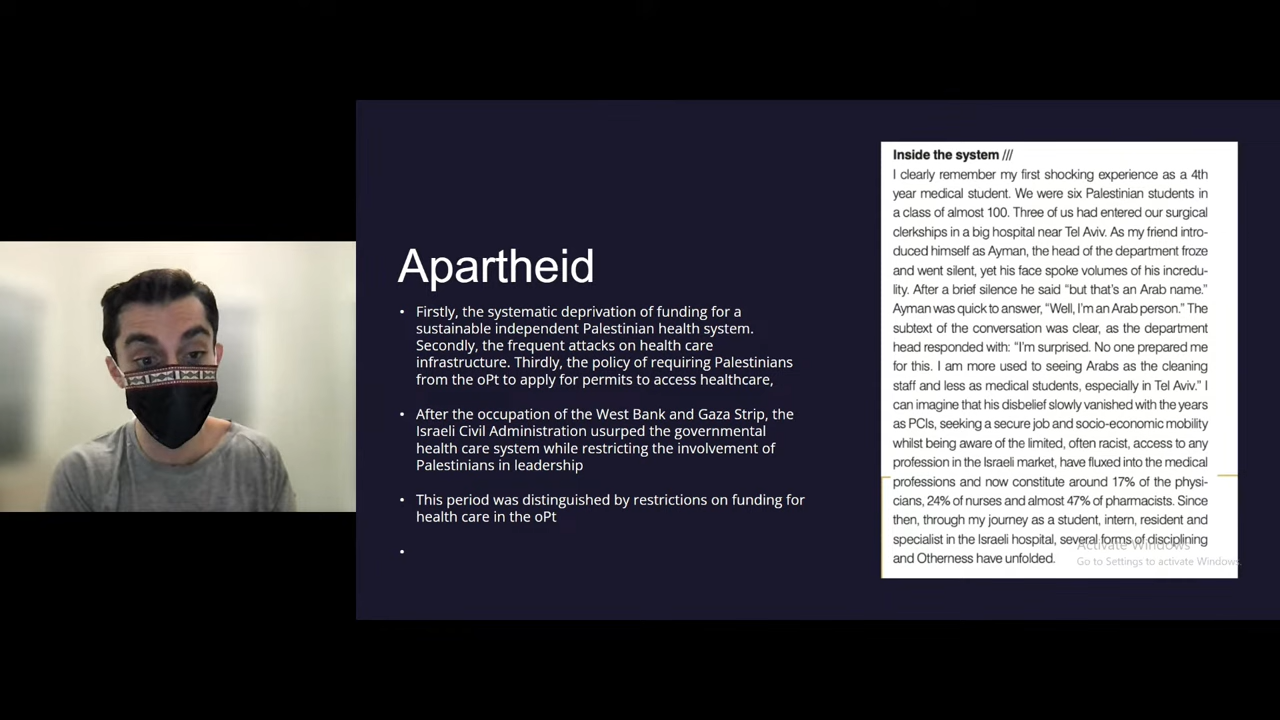 Apartheid
• Firstly, the systematic deprivation of funding for a
sustainable independent Palestinian health system.
Secondly, the frequent attacks on health care
infrastructure. Thirdly, the policy of requiring Palestinians
from the oPt to apply for permits to access healthcare,
• After the occupation of the West Bank and Gaza Strip, the
Israeli Civil Administration usurped the governmental
health care system while restricting the involvement of
Palestinians in leadership
• This period was distinguished by restrictions on funding for
health care in the oPt
•
Inside the system ///
I clearly remember my first shocking experience as a 4th
year medical student. We were six Palestinian students in
a class of almost 100. Three of us had entered our surgical
clerkships in a big hospital near Tel Aviv. As my friend intro-
duced himself as Ayman, the head of the department froze
and went silent, yet his face spoke volumes of his incredu-
lity. After a brief silence he said “but that’s an Arab name.”
Ayman was quick to answer, “Well, I’m an Arab person.” The
subtext of the conversation was clear, as the department
head responded with: “I’m surprised. No one prepared me
for this. I am more used to seeing Arabs as the cleaning
staff and less as medical students, especially in Tel Aviv.” I
can imagine that his disbelief slowly vanished with the years
as PCIs, seeking a secure job and socio-economic mobility
whilst being aware of the limited, often racist, access to any
profession in the Israeli market, have fluxed into the medical
professions and now constitute around 17% of the physi-
cians, 24% of nurses and almost 47% of pharmacists. Since
then, through my journey as a student, intern, resident and
specialist in the Israeli hospital, several forms of disciplining
and Otherness have unfolded.
Activate Windows
Go to Settings to activate Windows.